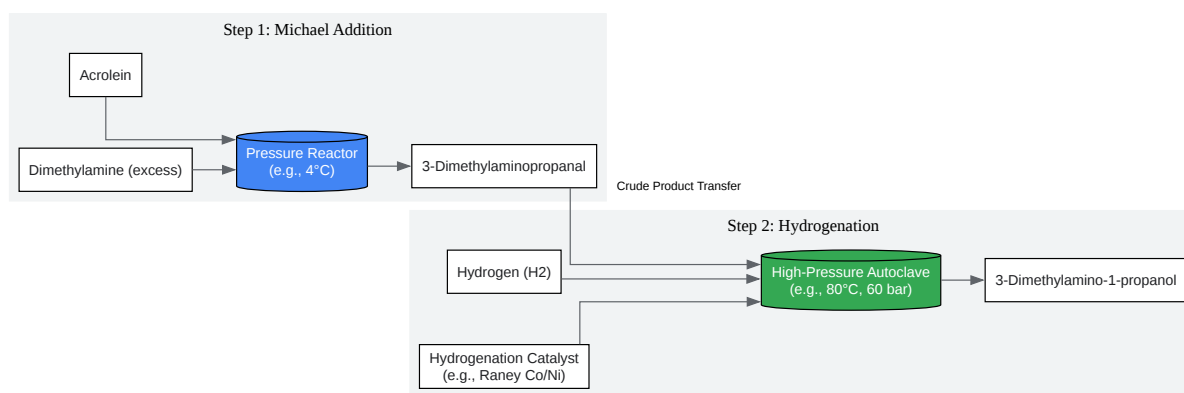 Step 1: Michael Addition
Acrolein
Dimethylamine (excess)
Pressure Reactor
(e.g., 4°C)
3-Dimethylaminopropanal
Crude Product Transfer
Step 2: Hydrogenation
Hydrogen (H2)
High-Pressure Autoclave
(e.g., 80°C, 60 bar)
3-Dimethylamino-1-propanol
Hydrogenation Catalyst
(e.g., Raney Co/Ni)